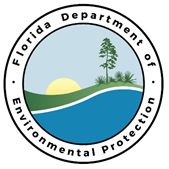 Florida Department of
Environmental Protection